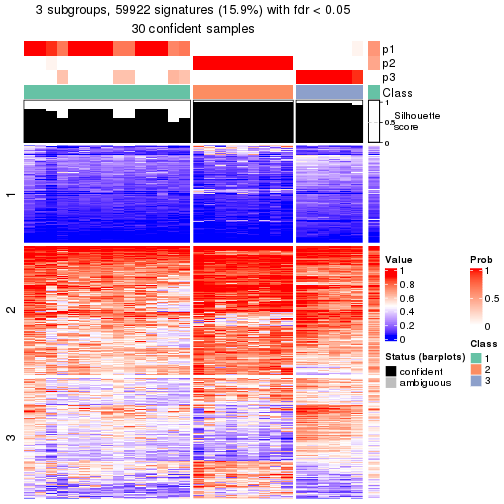 3 subgroups, 59922 signatures (15.9%) with fdr < 0.05
30 confident samples
p1
p2
p3
Class
1
0.5
0
Silhouette
score
1
2
3
Value
1
0.8
0.6
0.4
0.2
0
Prob
1
0.5
0
Status (barplots)
confident
ambiguous
Class
1
2
3